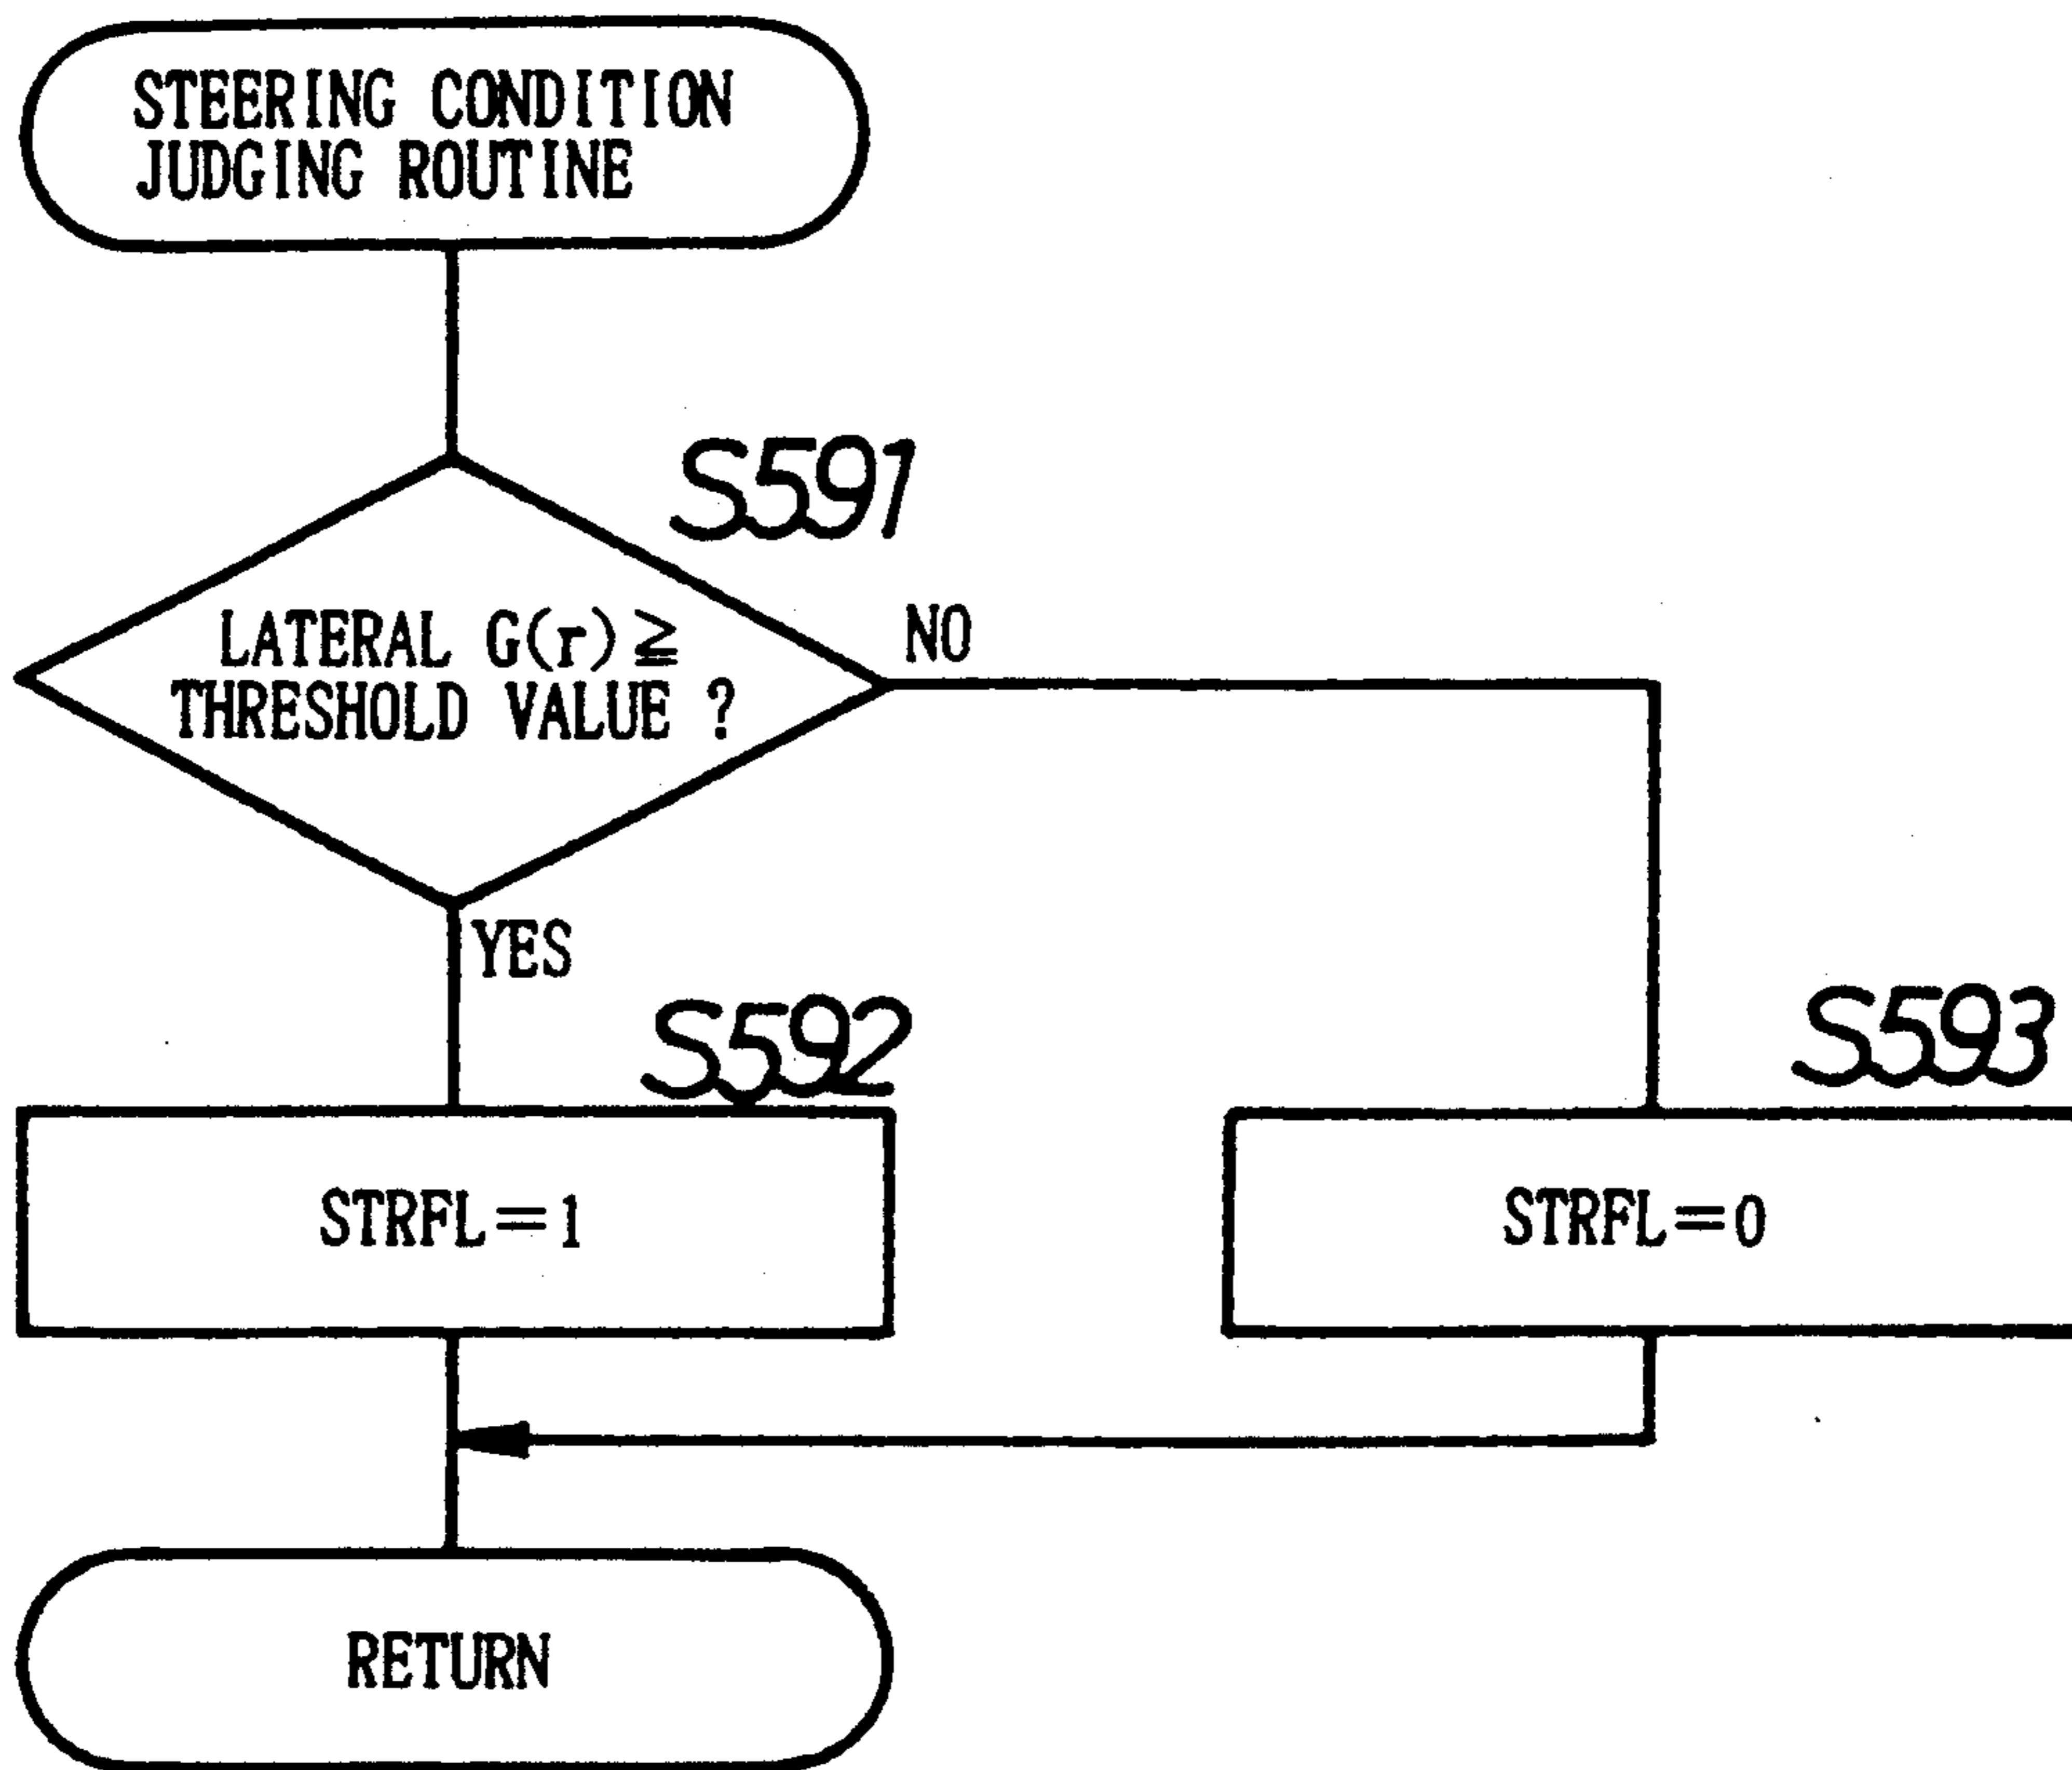 STEERING CONDITION
JUDGING ROUTINE
S591
LATERAL G(r)≧
THRESHOLD VALUE ?
NO
YES
S592
S593
STRFL=1
STRFL=0
RETURN